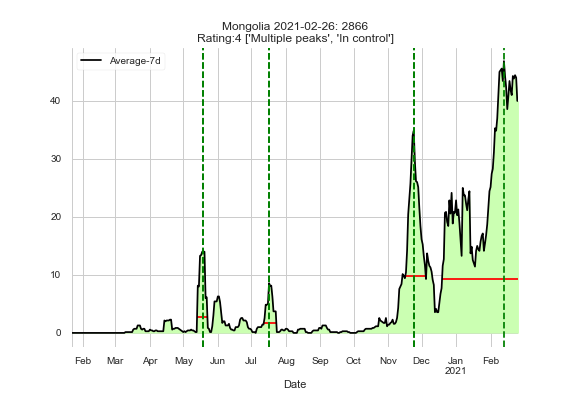 Mongolia 2021-02-26: 2866
Rating:4 ['Multiple peaks', 'In control']
Average-7d
40
30
20
10
0
Feb Mar Apr May Jun Jul Aug Sep Oct Nov Dec Jan Feb
2021
Date